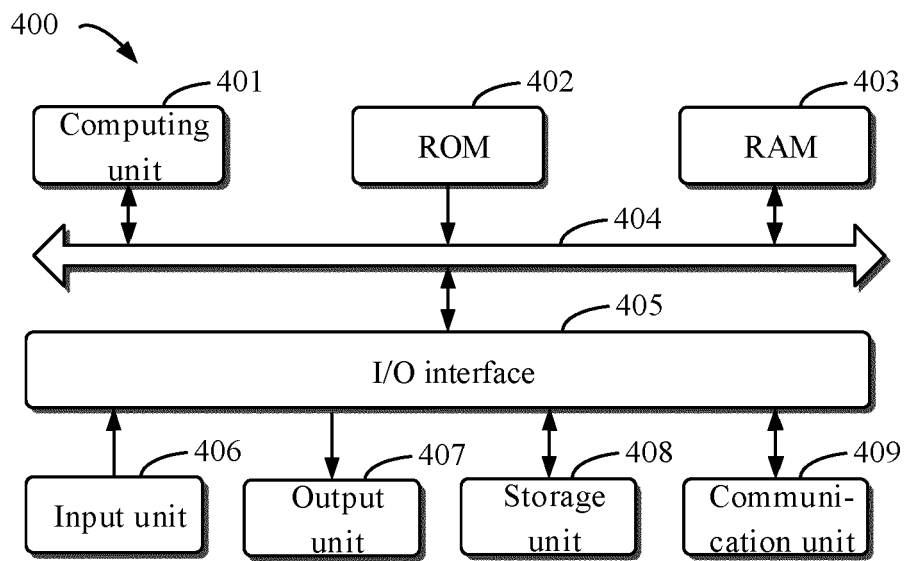 400
401
402
403
Computing
unit
ROM
RAM
404
405
I/O interface
406
407
408
409
Input unit
Output
unit
Storage
unit
Communi-
cation unit